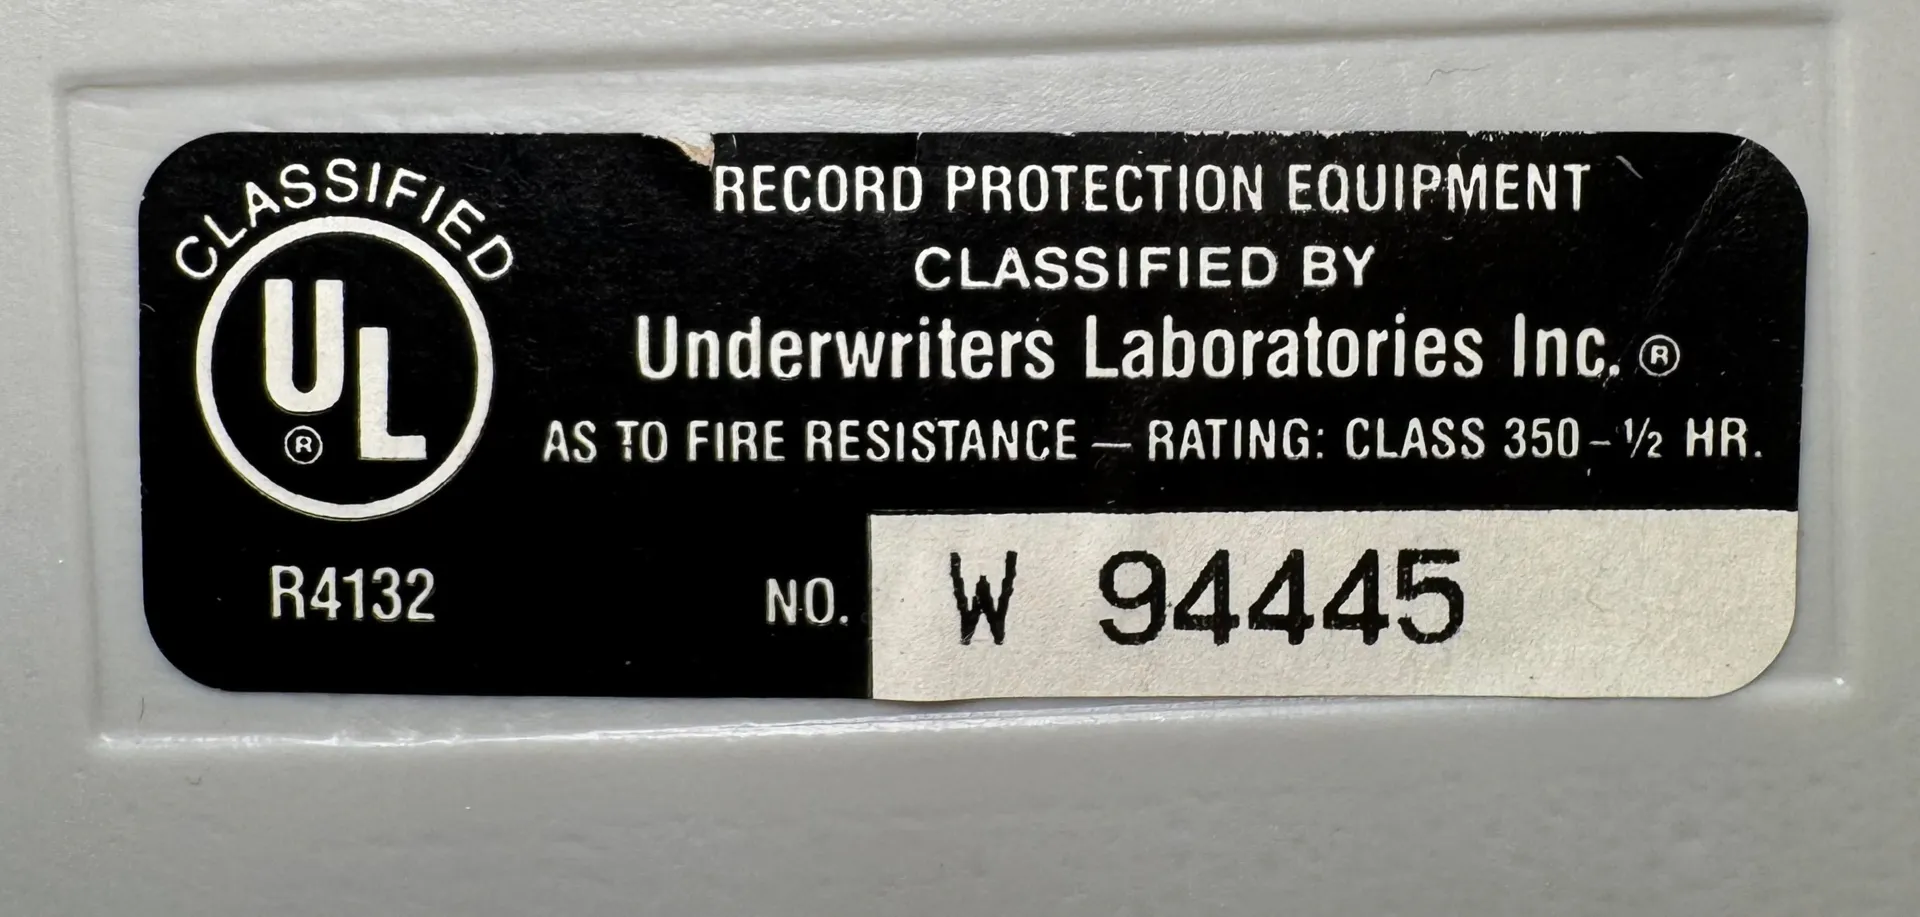 CLASSIFIED
UL
®
RECORD PROTECTION EQUIPMENT
CLASSIFIED BY
Underwriters Laboratories Inc.®
AS TO FIRE RESISTANCE — RATING: CLASS 350 – ½ HR.
R4132
NO. W 94445